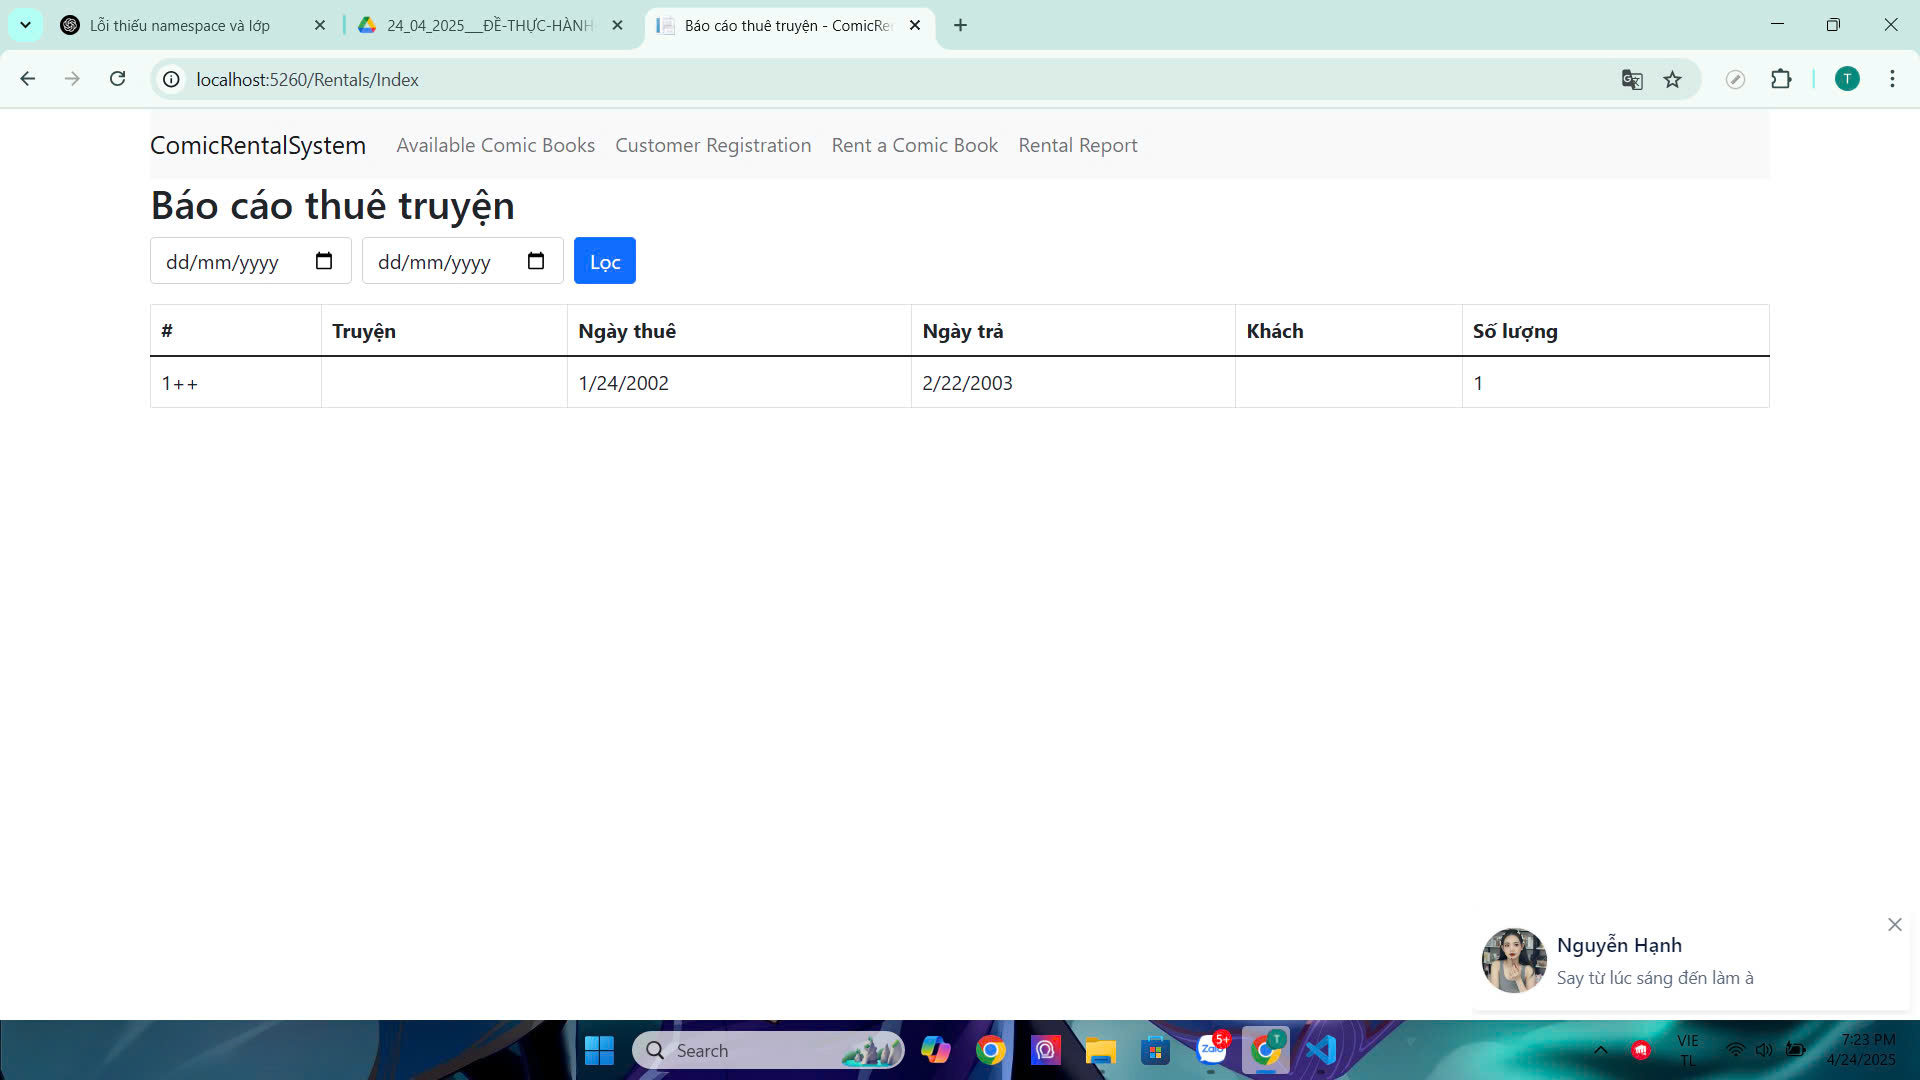 Lỗi thiếu namespace và lớp
24_04_2025___ĐỀ-THỰC-HÀNH
Báo cáo thuê truyện - ComicRe
localhost:5260/Rentals/Index
T
ComicRentalSystem
Available Comic Books
Customer Registration
Rent a Comic Book
Rental Report
Báo cáo thuê truyện
dd/mm/yyyy
dd/mm/yyyy
Lọc
# Truyện Ngày thuê Ngày trả Khách Số lượng
1++ 1/24/2002 2/22/2003 1
Nguyễn Hạnh
Say từ lúc sáng đến làm à
Search
Zalo
5+
T
VIE
TL
7:23 PM
4/24/2025